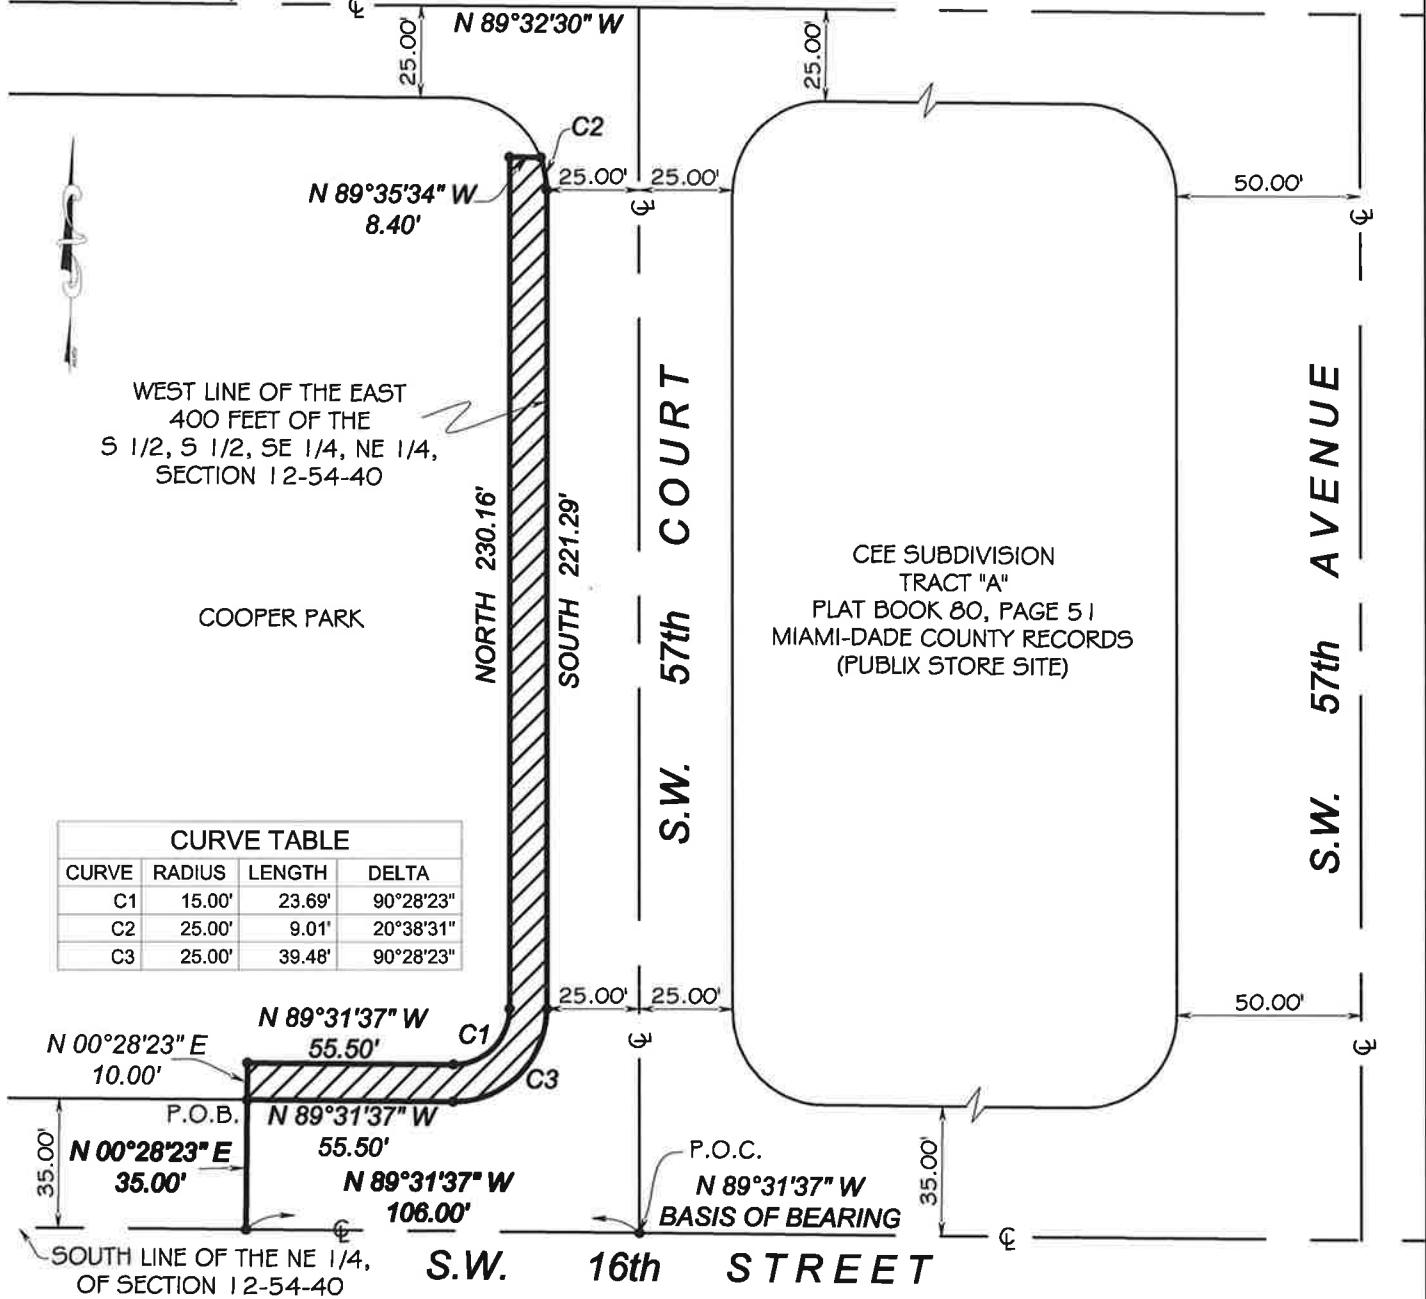 ℄
N 89°32'30" W
25.00'
25.00'
C2
25.00'
25.00'
50.00'
N 89°35'34" W
8.40'
℄
℄
WEST LINE OF THE EAST
400 FEET OF THE
S 1/2, S 1/2, SE 1/4, NE 1/4,
SECTION 12-54-40
NORTH 230.16'
SOUTH 221.29'
S.W. 57th COURT
S.W. 57th AVENUE
COOPER PARK
CEE SUBDIVISION
TRACT "A"
PLAT BOOK 80, PAGE 51
MIAMI-DADE COUNTY RECORDS
(PUBLIX STORE SITE)
CURVE TABLE
CURVE RADIUS LENGTH DELTA
C1 15.00' 23.69' 90°28'23"
C2 25.00' 9.01' 20°38'31"
C3 25.00' 39.48' 90°28'23"
25.00'
25.00'
50.00'
N 89°31'37" W
55.50'
C1
℄
℄
N 00°28'23" E
10.00'
C3
P.O.B.
N 89°31'37" W
55.50'
35.00'
N 00°28'23" E
35.00'
N 89°31'37" W
106.00'
P.O.C.
N 89°31'37" W
BASIS OF BEARING
35.00'
℄
℄
SOUTH LINE OF THE NE 1/4,
OF SECTION 12-54-40
S.W. 16th STREET